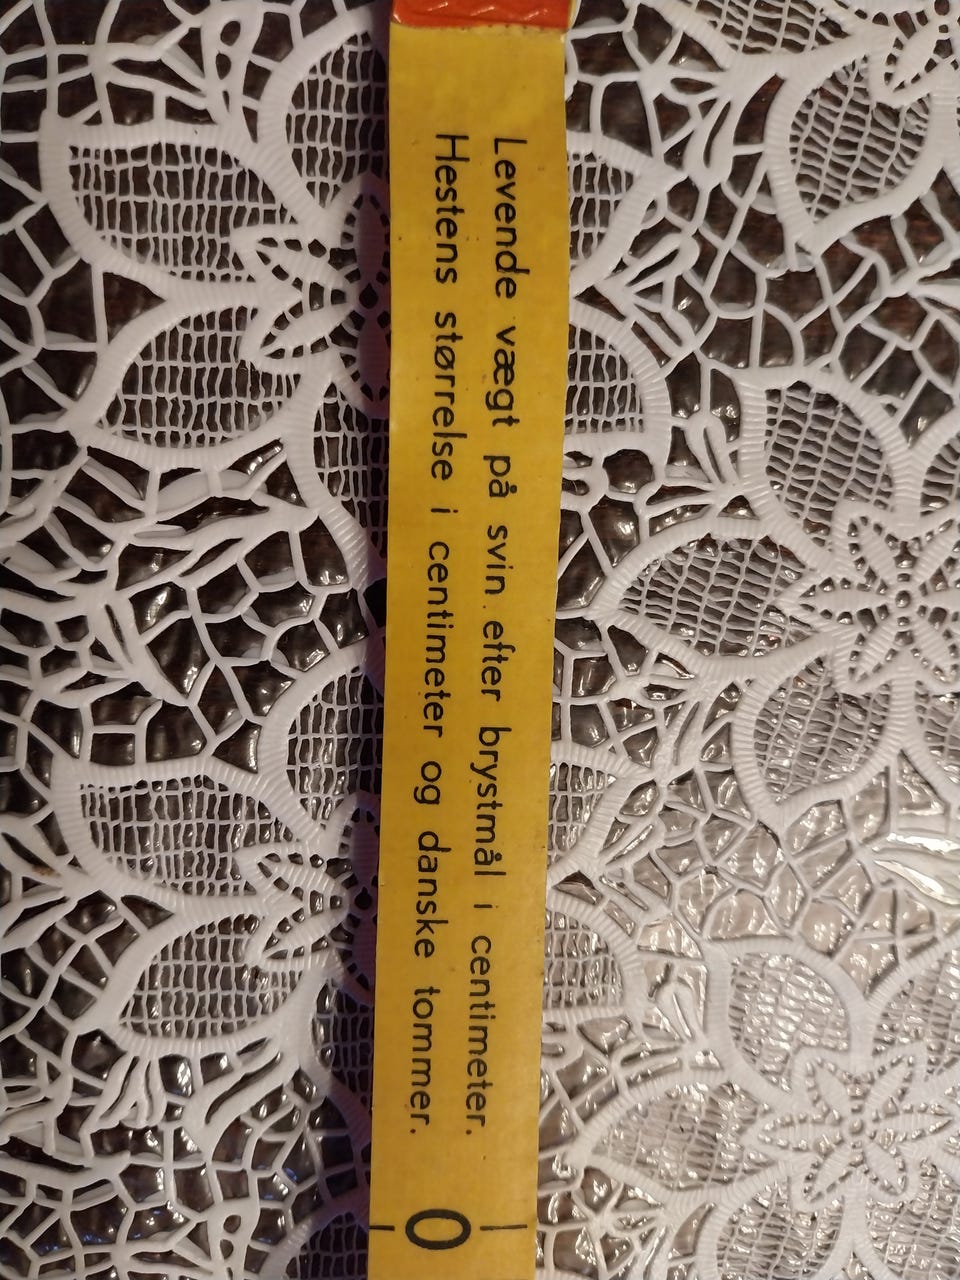 Levende vægt på svin efter brystmål i centimeter.
Hestens størrelse i centimeter og danske tommer.
0